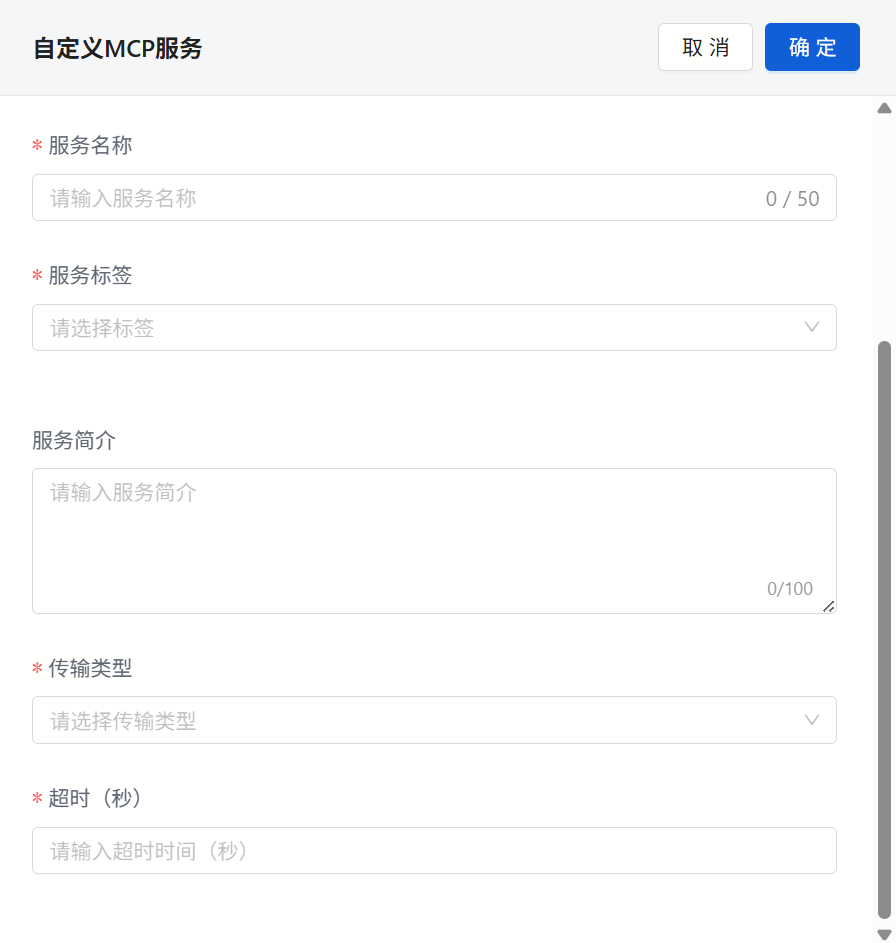 自定义MCP服务
取 消
确 定
* 服务名称
请输入服务名称
0 / 50
* 服务标签
请选择标签
服务简介
请输入服务简介
0/100
* 传输类型
请选择传输类型
* 超时（秒）
请输入超时时间（秒）